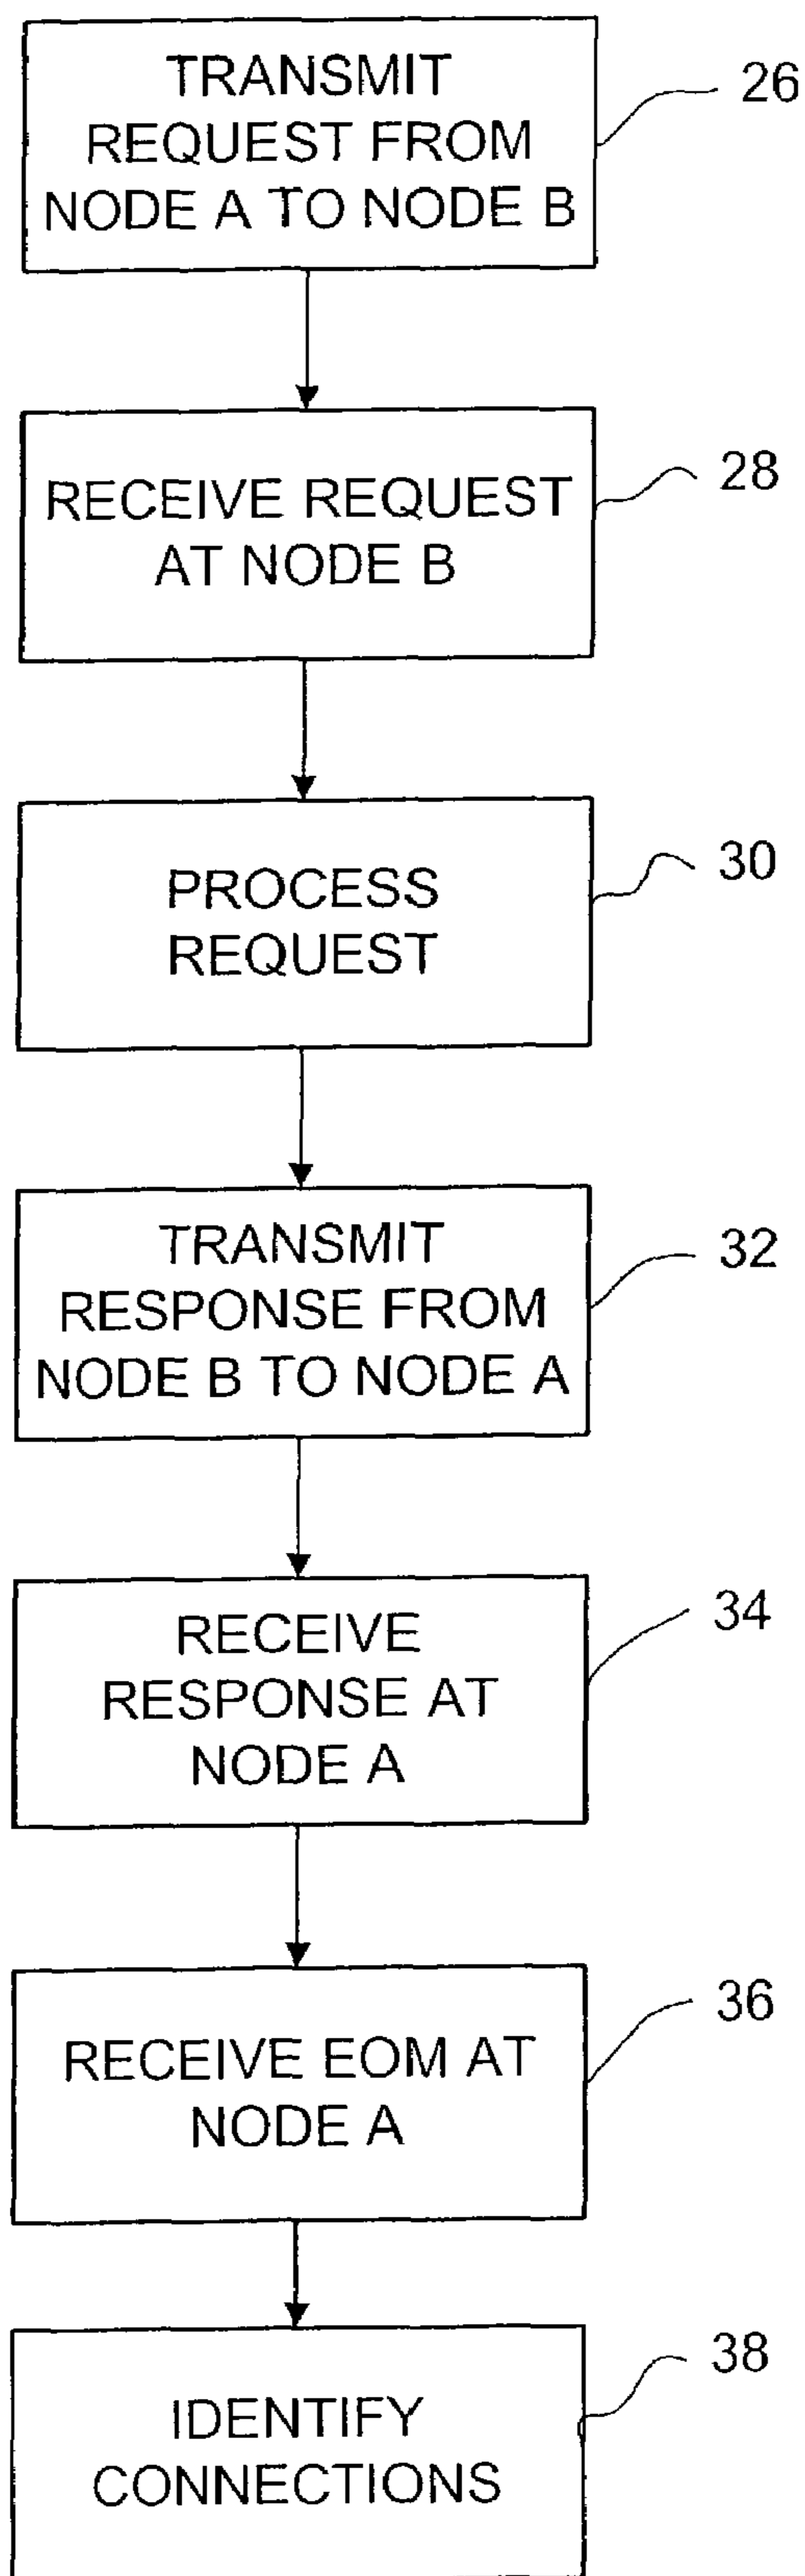 TRANSMIT
REQUEST FROM
NODE A TO NODE B
26
RECEIVE REQUEST
AT NODE B
28
PROCESS
REQUEST
30
TRANSMIT
RESPONSE FROM
NODE B TO NODE A
32
RECEIVE
RESPONSE AT
NODE A
34
RECEIVE EOM AT
NODE A
36
IDENTIFY
CONNECTIONS
38